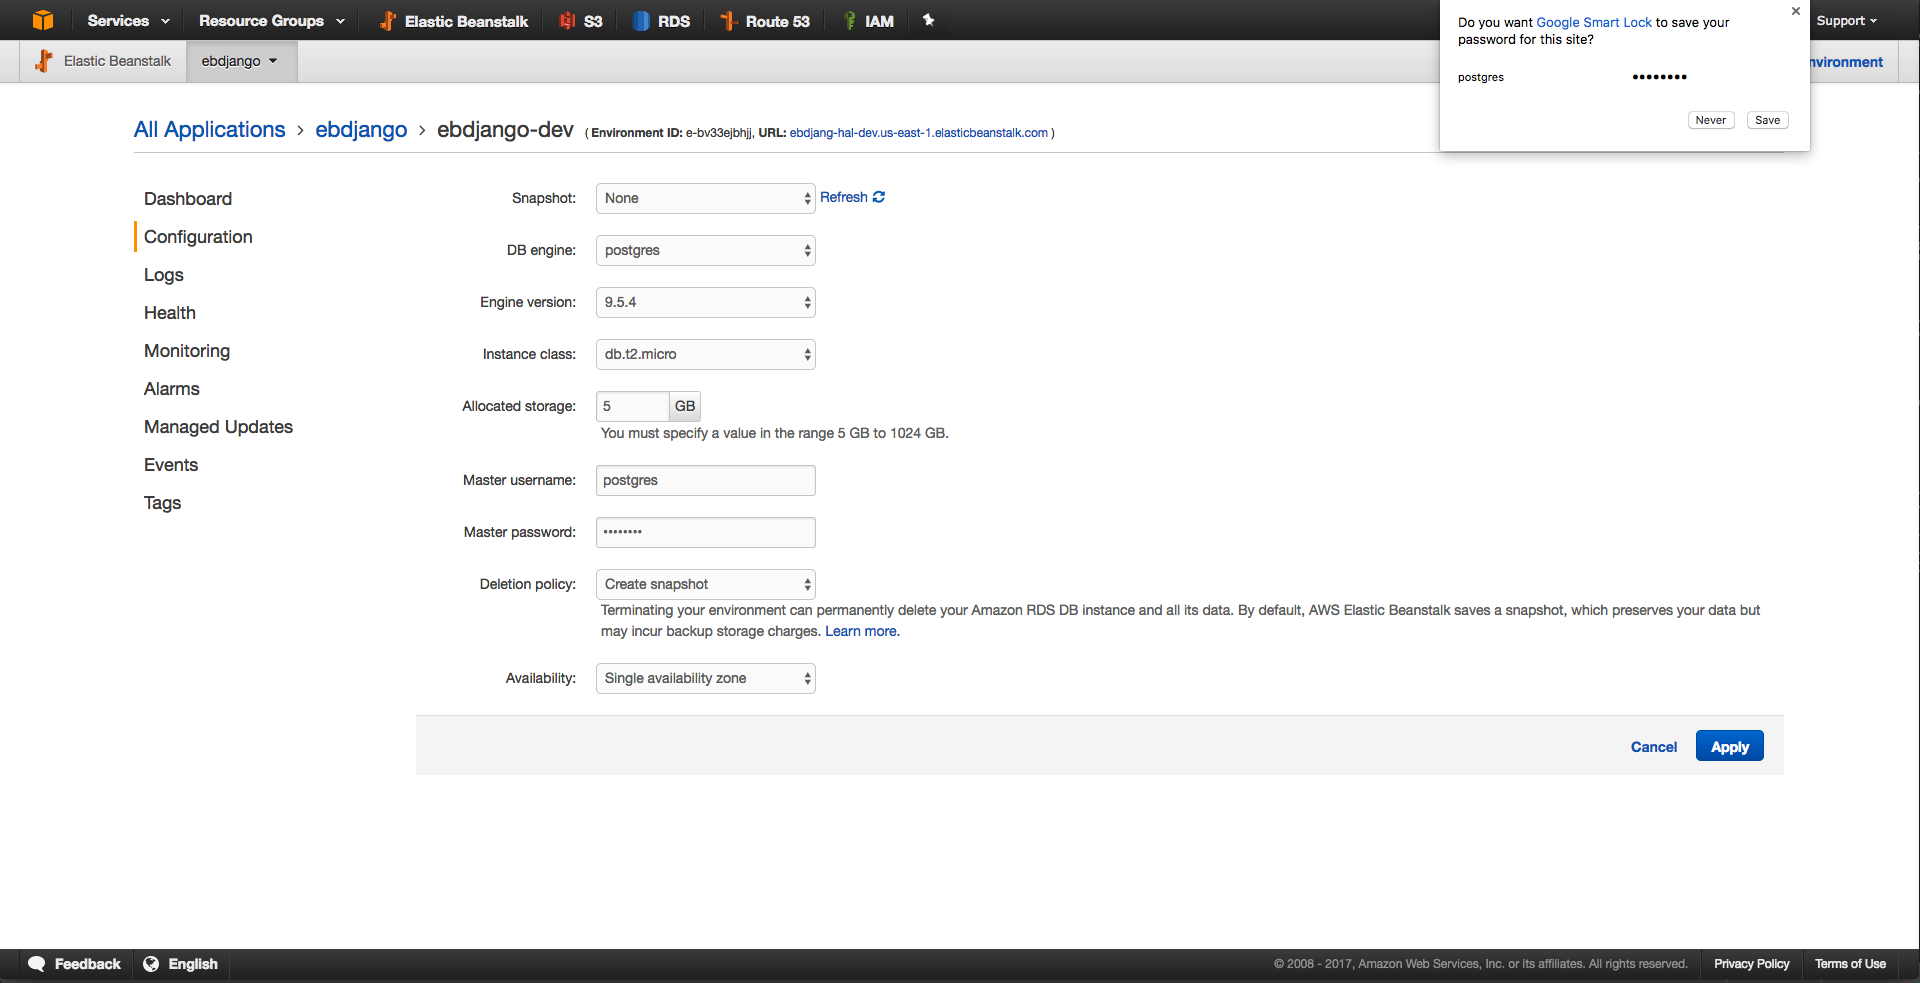 Services
Resource Groups
Elastic Beanstalk
S3
RDS
Route 53
IAM
Support
Do you want Google Smart Lock to save your
password for this site?
postgres ••••••••
Never Save
Elastic Beanstalk
ebdjango
nvironment
All Applications › ebdjango › ebdjango-dev ( Environment ID: e-bv33ejbhjj, URL: ebdjang-hal-dev.us-east-1.elasticbeanstalk.com )
Dashboard
Configuration
Logs
Health
Monitoring
Alarms
Managed Updates
Events
Tags
Snapshot: None Refresh
DB engine: postgres
Engine version: 9.5.4
Instance class: db.t2.micro
Allocated storage: 5 GB
You must specify a value in the range 5 GB to 1024 GB.
Master username: postgres
Master password: ••••••••
Deletion policy: Create snapshot
Terminating your environment can permanently delete your Amazon RDS DB instance and all its data. By default, AWS Elastic Beanstalk saves a snapshot, which preserves your data but
may incur backup storage charges. Learn more.
Availability: Single availability zone
Cancel Apply
Feedback
English
© 2008 - 2017, Amazon Web Services, Inc. or its affiliates. All rights reserved.
Privacy Policy
Terms of Use